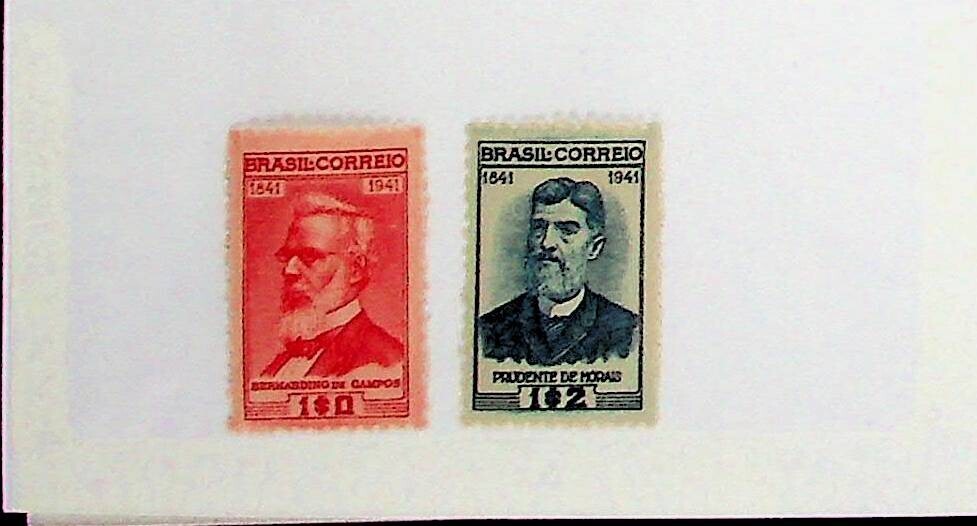 BRASIL·CORREIO
1841 1941
BERNARDINO DE CAMPOS
1$0
BRASIL·CORREIO
1841 1941
PRUDENTE DE MORAIS
1$2